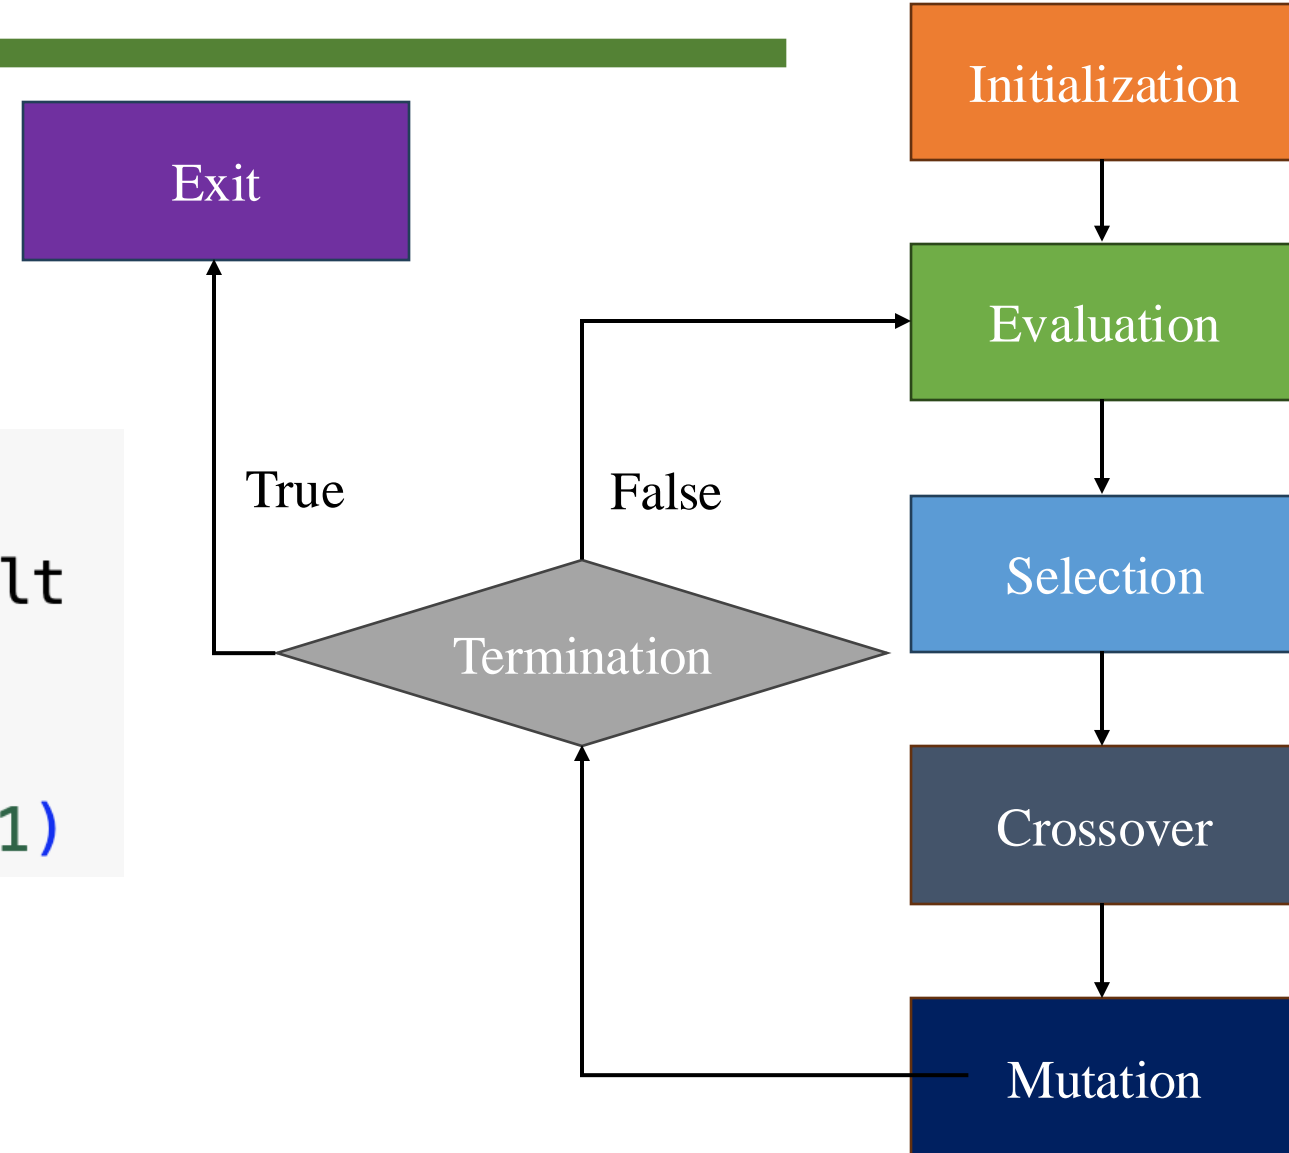 Initialization
Exit
Evaluation
True
False
lt
Selection
Termination
1)
Crossover
Mutation